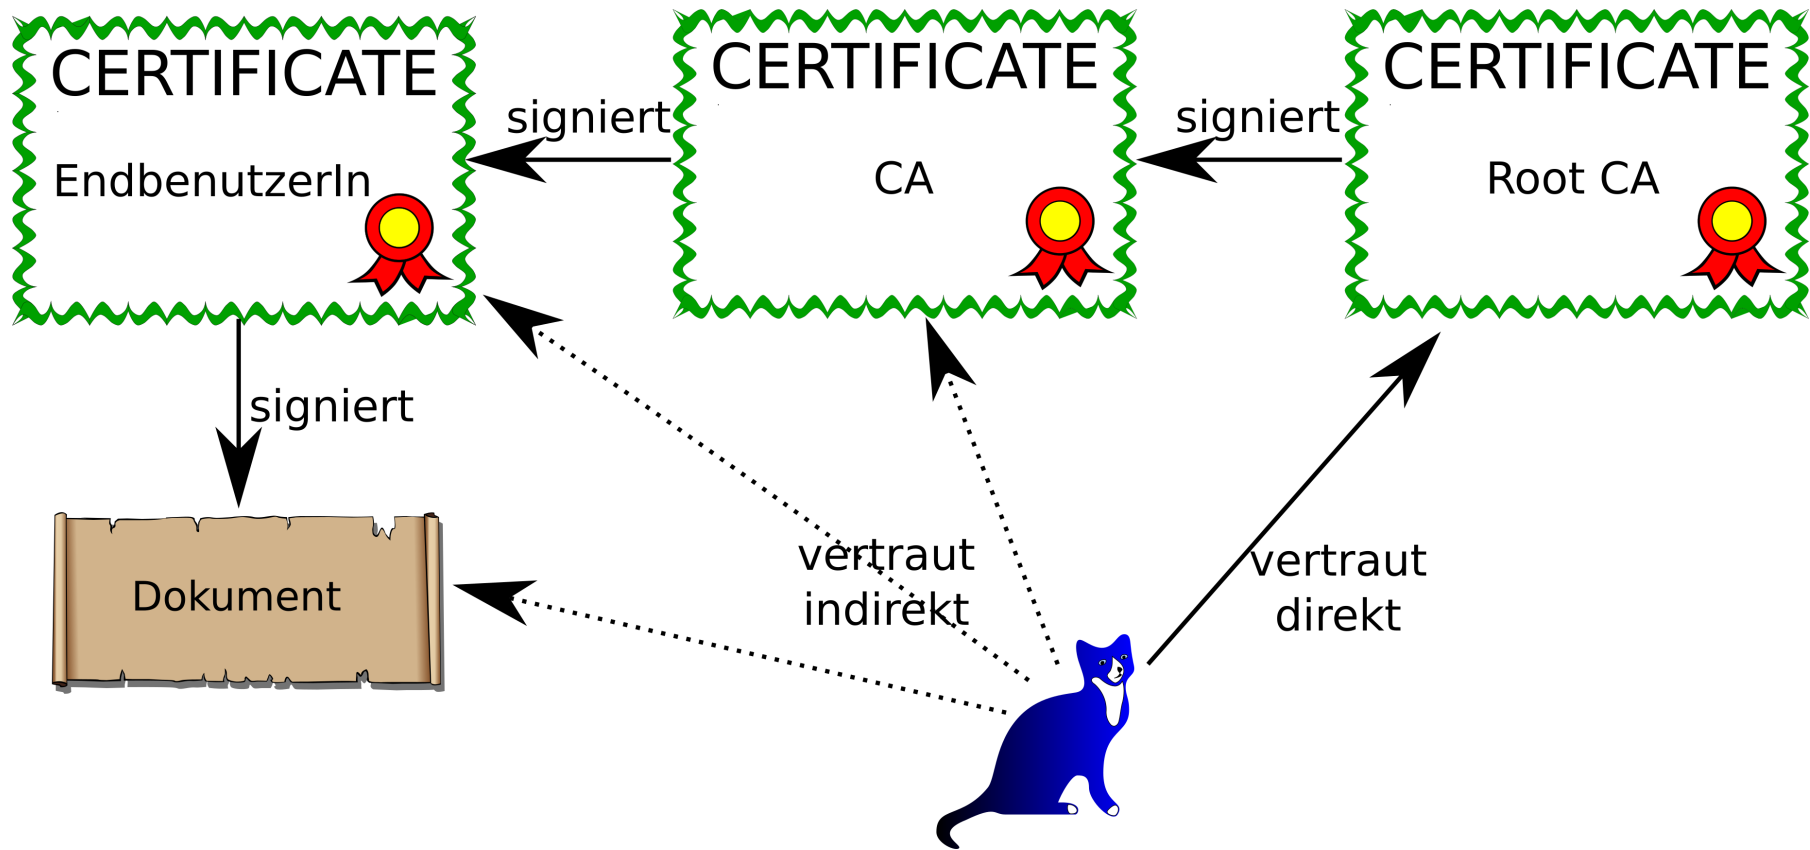 CERTIFICATE
EndbenutzerIn
signiert
CERTIFICATE
CA
signiert
CERTIFICATE
Root CA
signiert
Dokument
vertraut
indirekt
vertraut
direkt